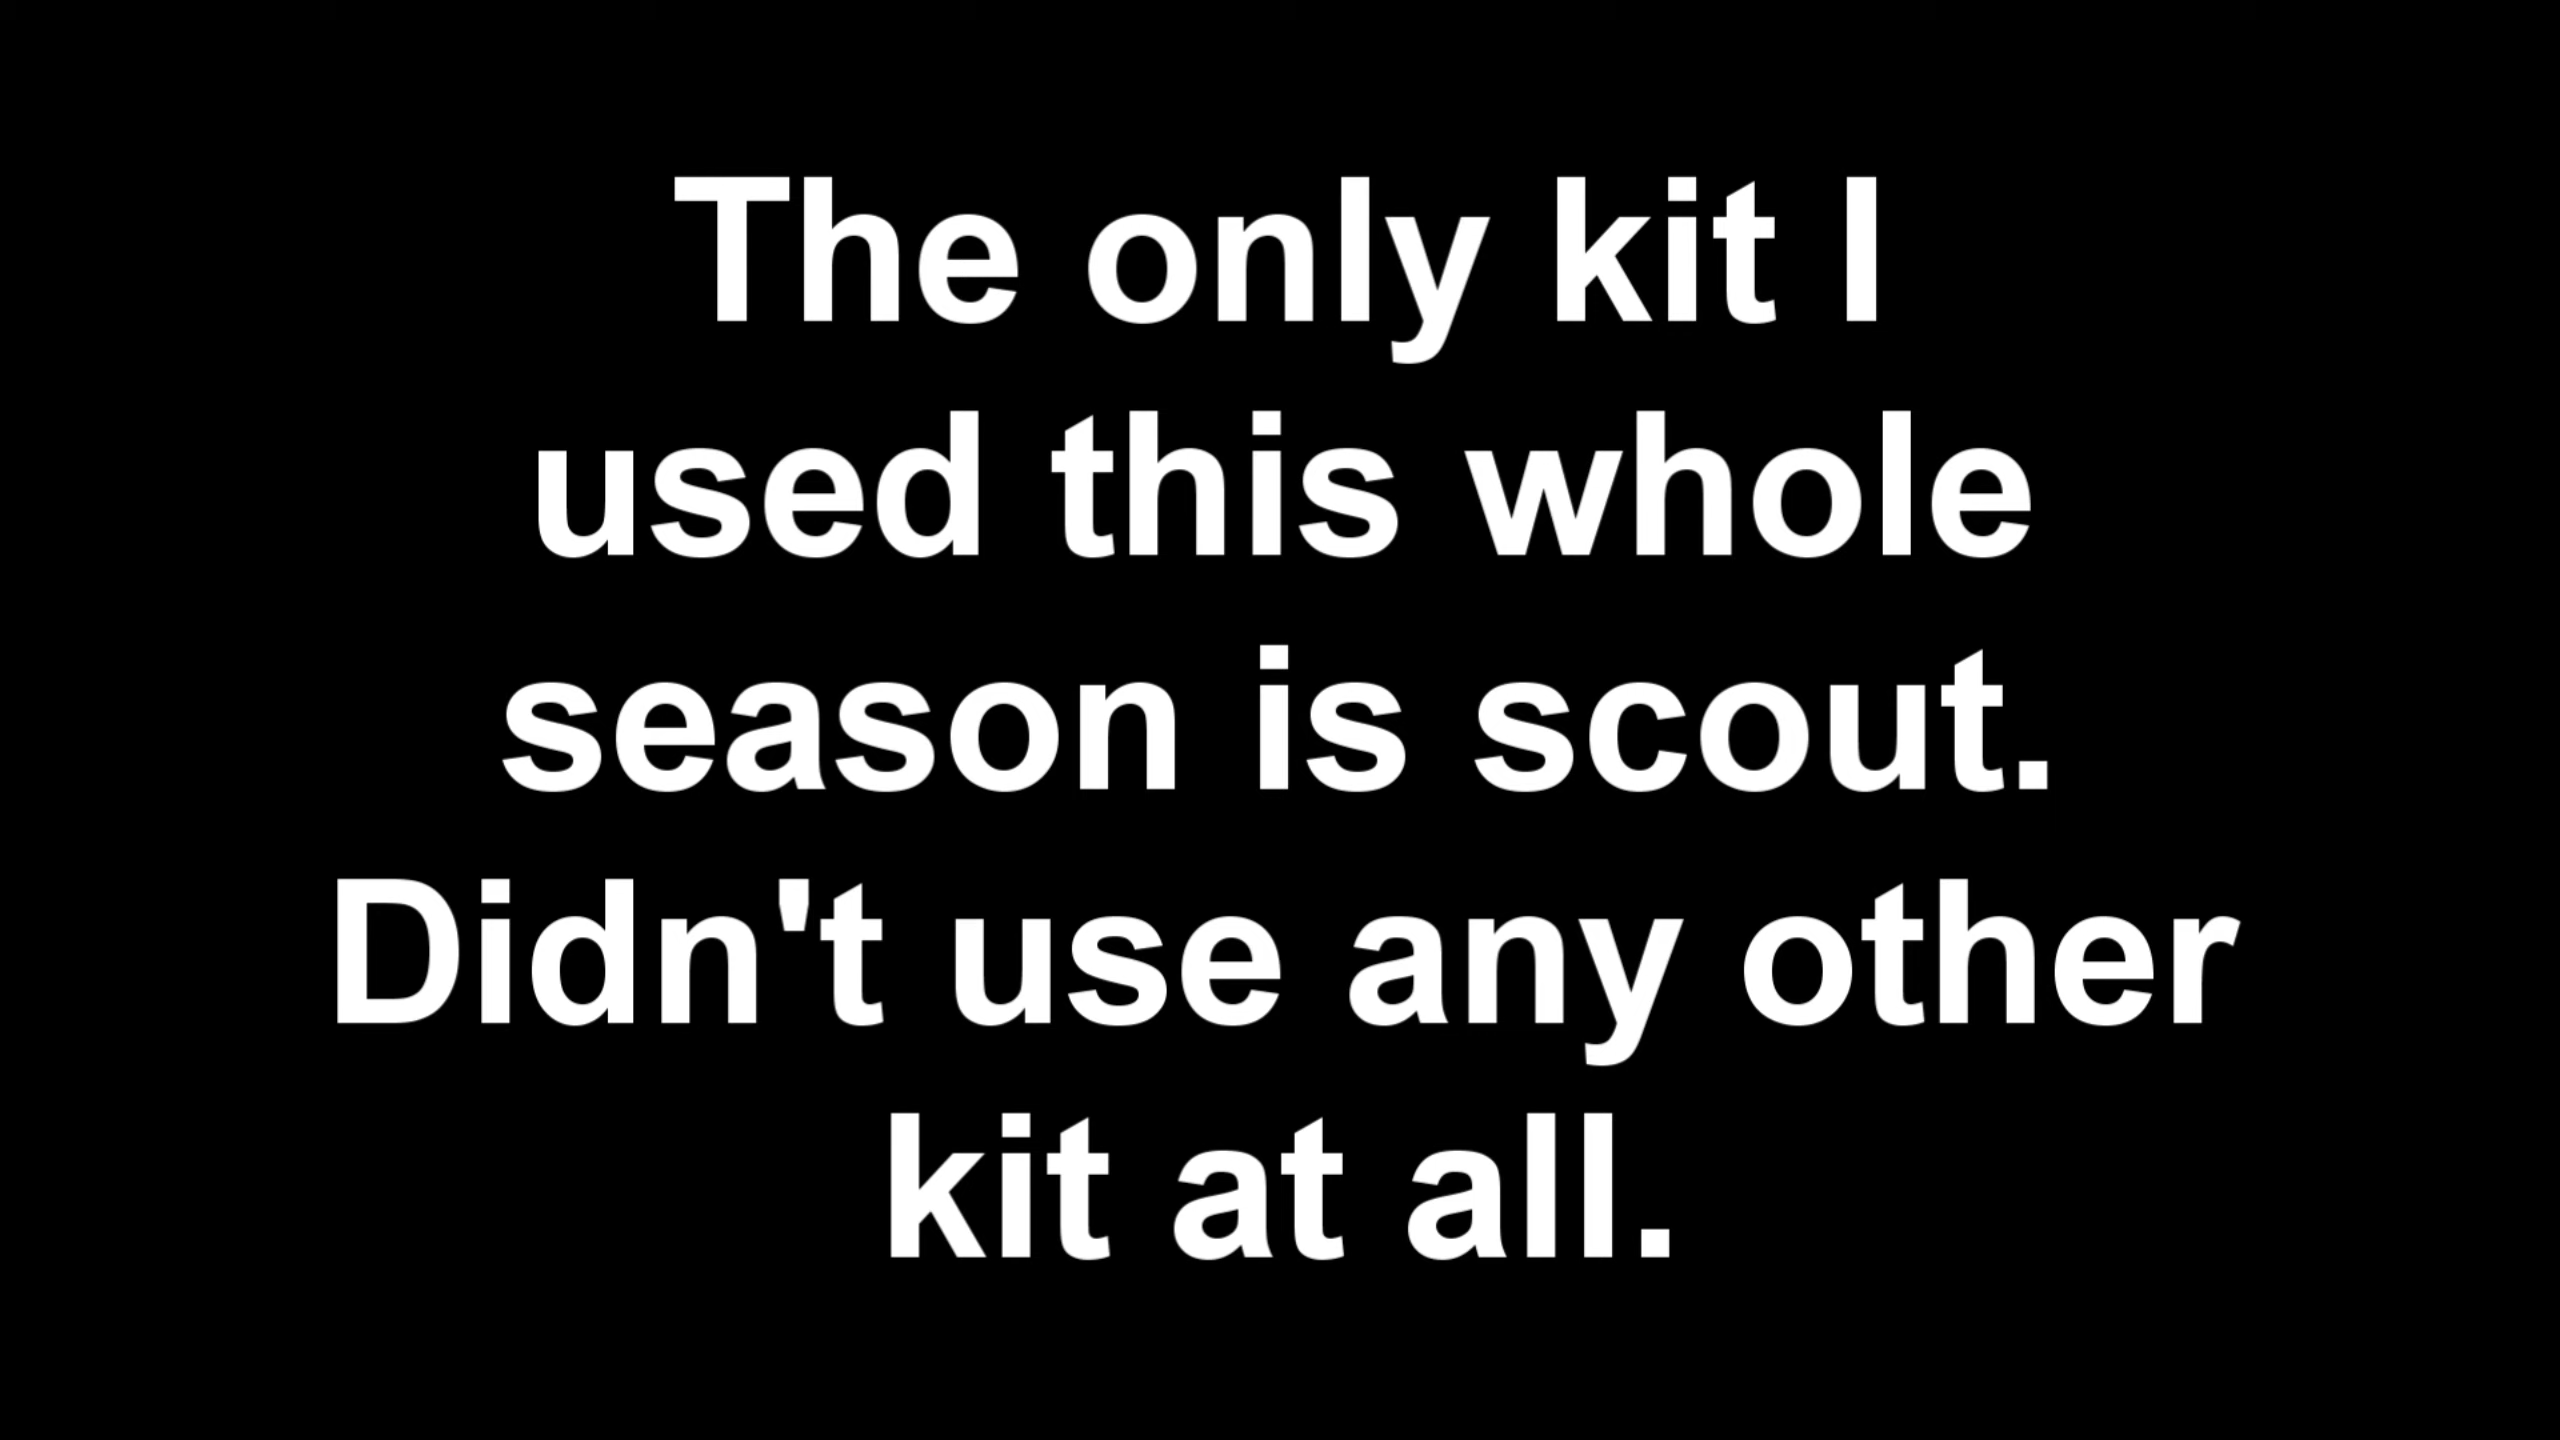 The only kit I
used this whole
season is scout.
Didn't use any other
kit at all.